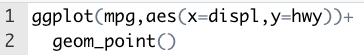 1 ggplot(mpg,aes(x=displ,y=hwy))+
2   geom_point()